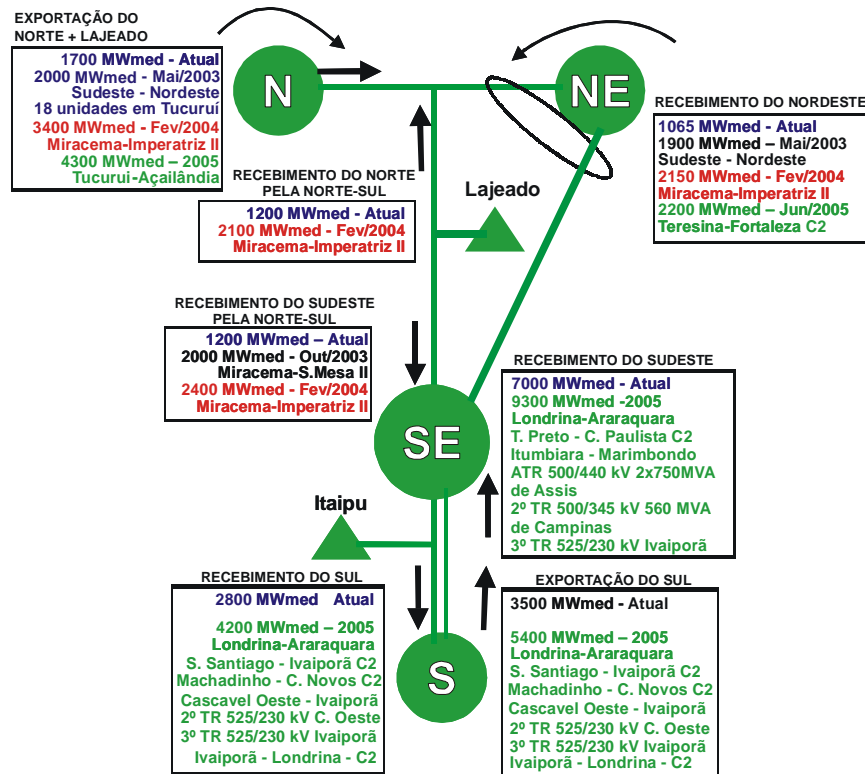 EXPORTAÇÃO DO
NORTE + LAJEADO
1700 MWmed - Atual
2000 MWmed - Mai/2003
Sudeste - Nordeste
18 unidades em Tucuruí
3400 MWmed - Fev/2004
Miracema-Imperatriz II
4300 MWmed – 2005
Tucurui-Açailândia
N
NE
RECEBIMENTO DO NORDESTE
1065 MWmed - Atual
1900 MWmed – Mai/2003
Sudeste - Nordeste
2150 MWmed - Fev/2004
Miracema-Imperatriz II
2200 MWmed – Jun/2005
Teresina-Fortaleza C2
RECEBIMENTO DO NORTE
PELA NORTE-SUL
1200 MWmed - Atual
2100 MWmed - Fev/2004
Miracema-Imperatriz II
Lajeado
RECEBIMENTO DO SUDESTE
PELA NORTE-SUL
1200 MWmed – Atual
2000 MWmed - Out/2003
Miracema-S.Mesa II
2400 MWmed - Fev/2004
Miracema-Imperatriz II
SE
RECEBIMENTO DO SUDESTE
7000 MWmed - Atual
9300 MWmed -2005
Londrina-Araraquara
T. Preto - C. Paulista C2
Itumbiara - Marimbondo
ATR 500/440 kV 2x750MVA
de Assis
2º TR 500/345 kV 560 MVA
de Campinas
3º TR 525/230 kV Ivaiporã
Itaipu
RECEBIMENTO DO SUL
2800 MWmed Atual
4200 MWmed – 2005
Londrina-Araraquara
S. Santiago - Ivaiporã C2
Machadinho - C. Novos C2
Cascavel Oeste - Ivaiporã
2º TR 525/230 kV C. Oeste
3º TR 525/230 kV Ivaiporã
Ivaiporã - Londrina - C2
S
EXPORTAÇÃO DO SUL
3500 MWmed - Atual
5400 MWmed – 2005
Londrina-Araraquara
S. Santiago - Ivaiporã C2
Machadinho - C. Novos C2
Cascavel Oeste - Ivaiporã
2º TR 525/230 kV C. Oeste
3º TR 525/230 kV Ivaiporã
Ivaiporã - Londrina - C2